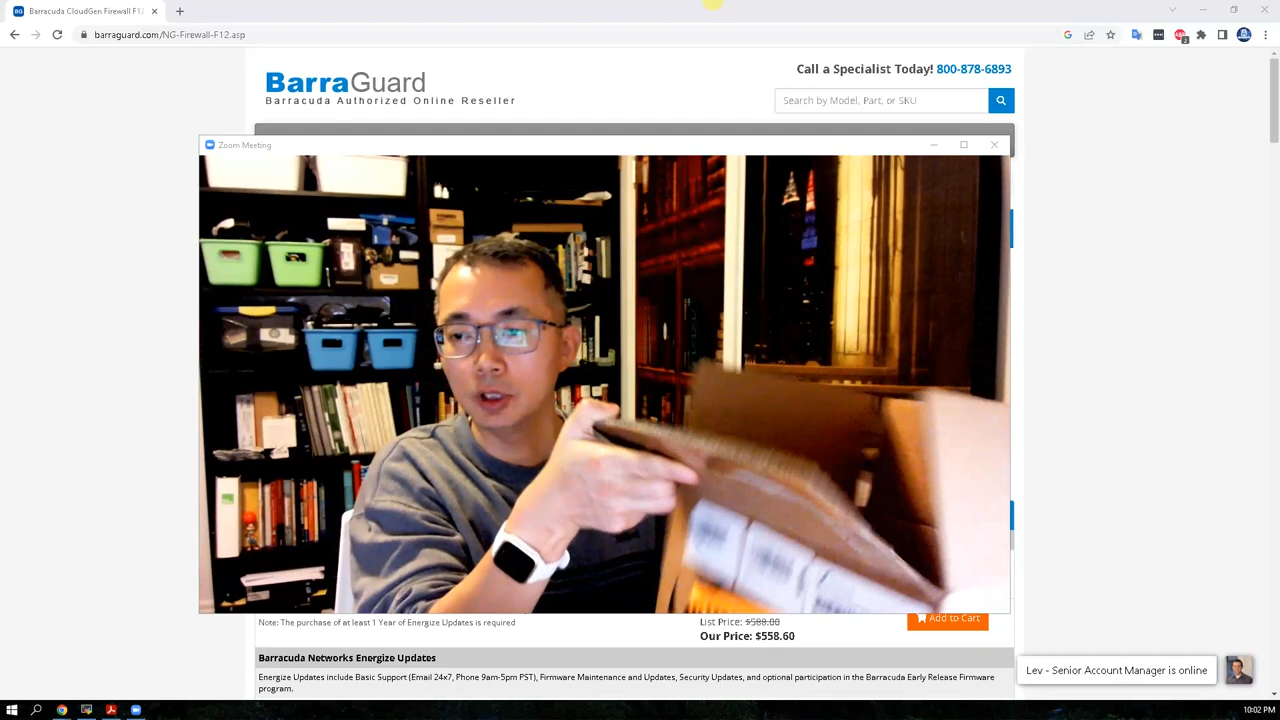 Barracuda CloudGen Firewall F12
barraguard.com/NG-Firewall-F12.asp
BarraGuard
Barracuda Authorized Online Reseller
Call a Specialist Today! 800-878-6893
Search by Model, Part, or SKU
Zoom Meeting
Note: The purchase of at least 1 Year of Energize Updates is required
List Price: $588.00
Our Price: $558.60
Add to Cart
Barracuda Networks Energize Updates
Energize Updates include Basic Support (Email 24x7, Phone 9am-5pm PST), Firmware Maintenance and Updates, Security Updates, and optional participation in the Barracuda Early Release Firmware
program.
Lev - Senior Account Manager is online
10:02 PM